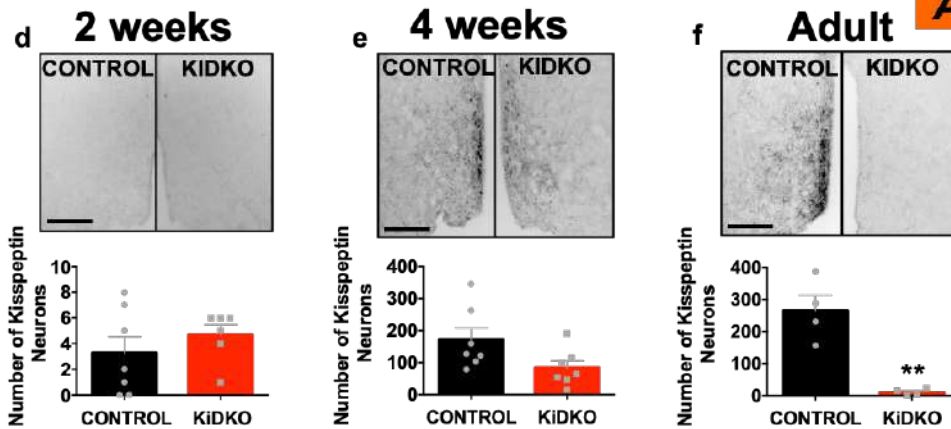 d 2 weeks
CONTROL KIDKO
Number of Kisspeptin
Neurons
10
8
6
4
2
0
CONTROL KiDKO
e 4 weeks
CONTROL KIDKO
Number of Kisspeptin
Neurons
400
300
200
100
0
CONTROL KiDKO
f Adult
CONTROL KIDKO
Number of Kisspeptin
Neurons
400
300
200
100
0
**
CONTROL KiDKO